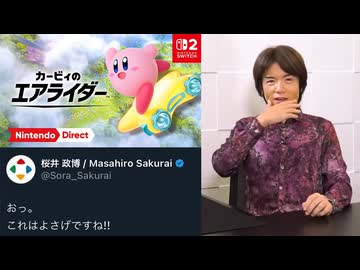 カービィの
エアライダー
2
NINTENDO
SWITCH
Nintendo Direct
桜井 政博 / Masahiro Sakurai
@Sora_Sakurai
おっ。
これはよさげですね!!